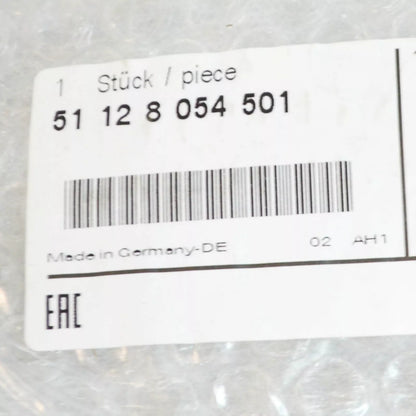 1 Stück / piece
51 12 8 054 501
Made in Germany-DE 02 AH1
EAC